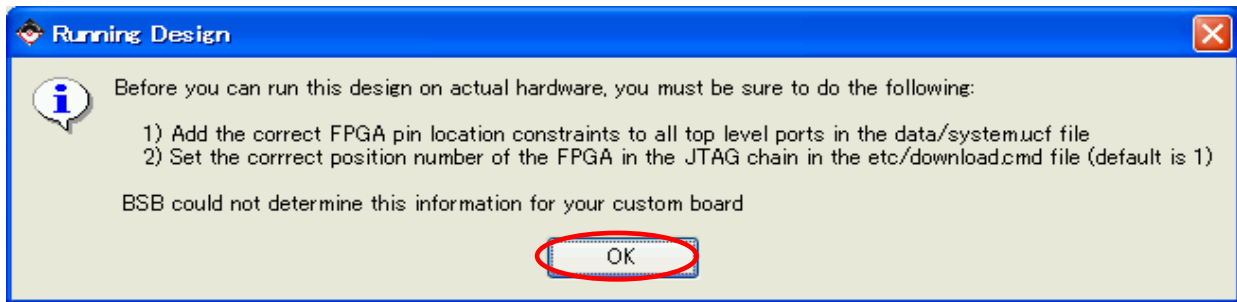 Running Design
Before you can run this design on actual hardware, you must be sure to do the following:
1) Add the correct FPGA pin location constraints to all top level ports in the data/system.ucf file
2) Set the corrrect position number of the FPGA in the JTAG chain in the etc/download.cmd file (default is 1)
BSB could not determine this information for your custom board
OK